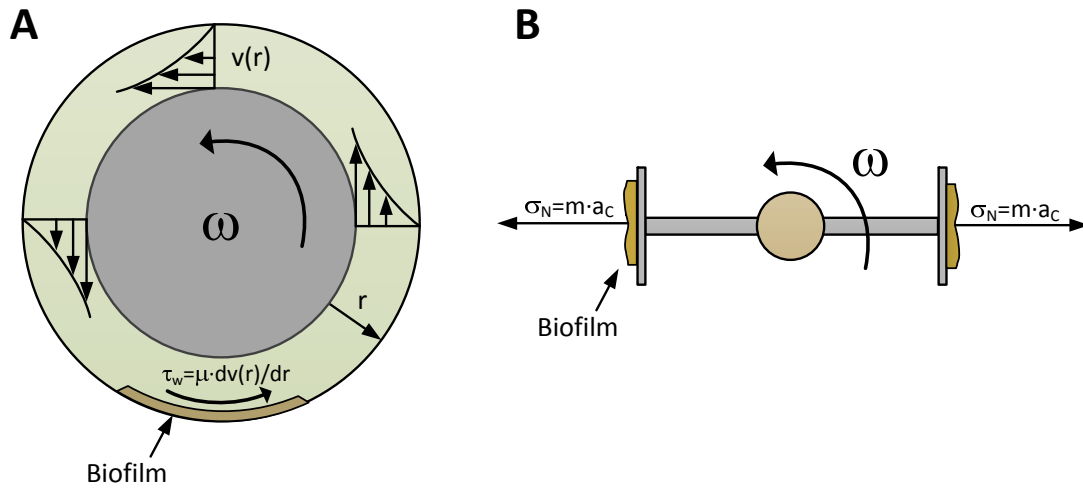 A
v(r)
ω
r
τw=μ·dv(r)/dr
Biofilm
B
ω
σN=m·aC
σN=m·aC
Biofilm